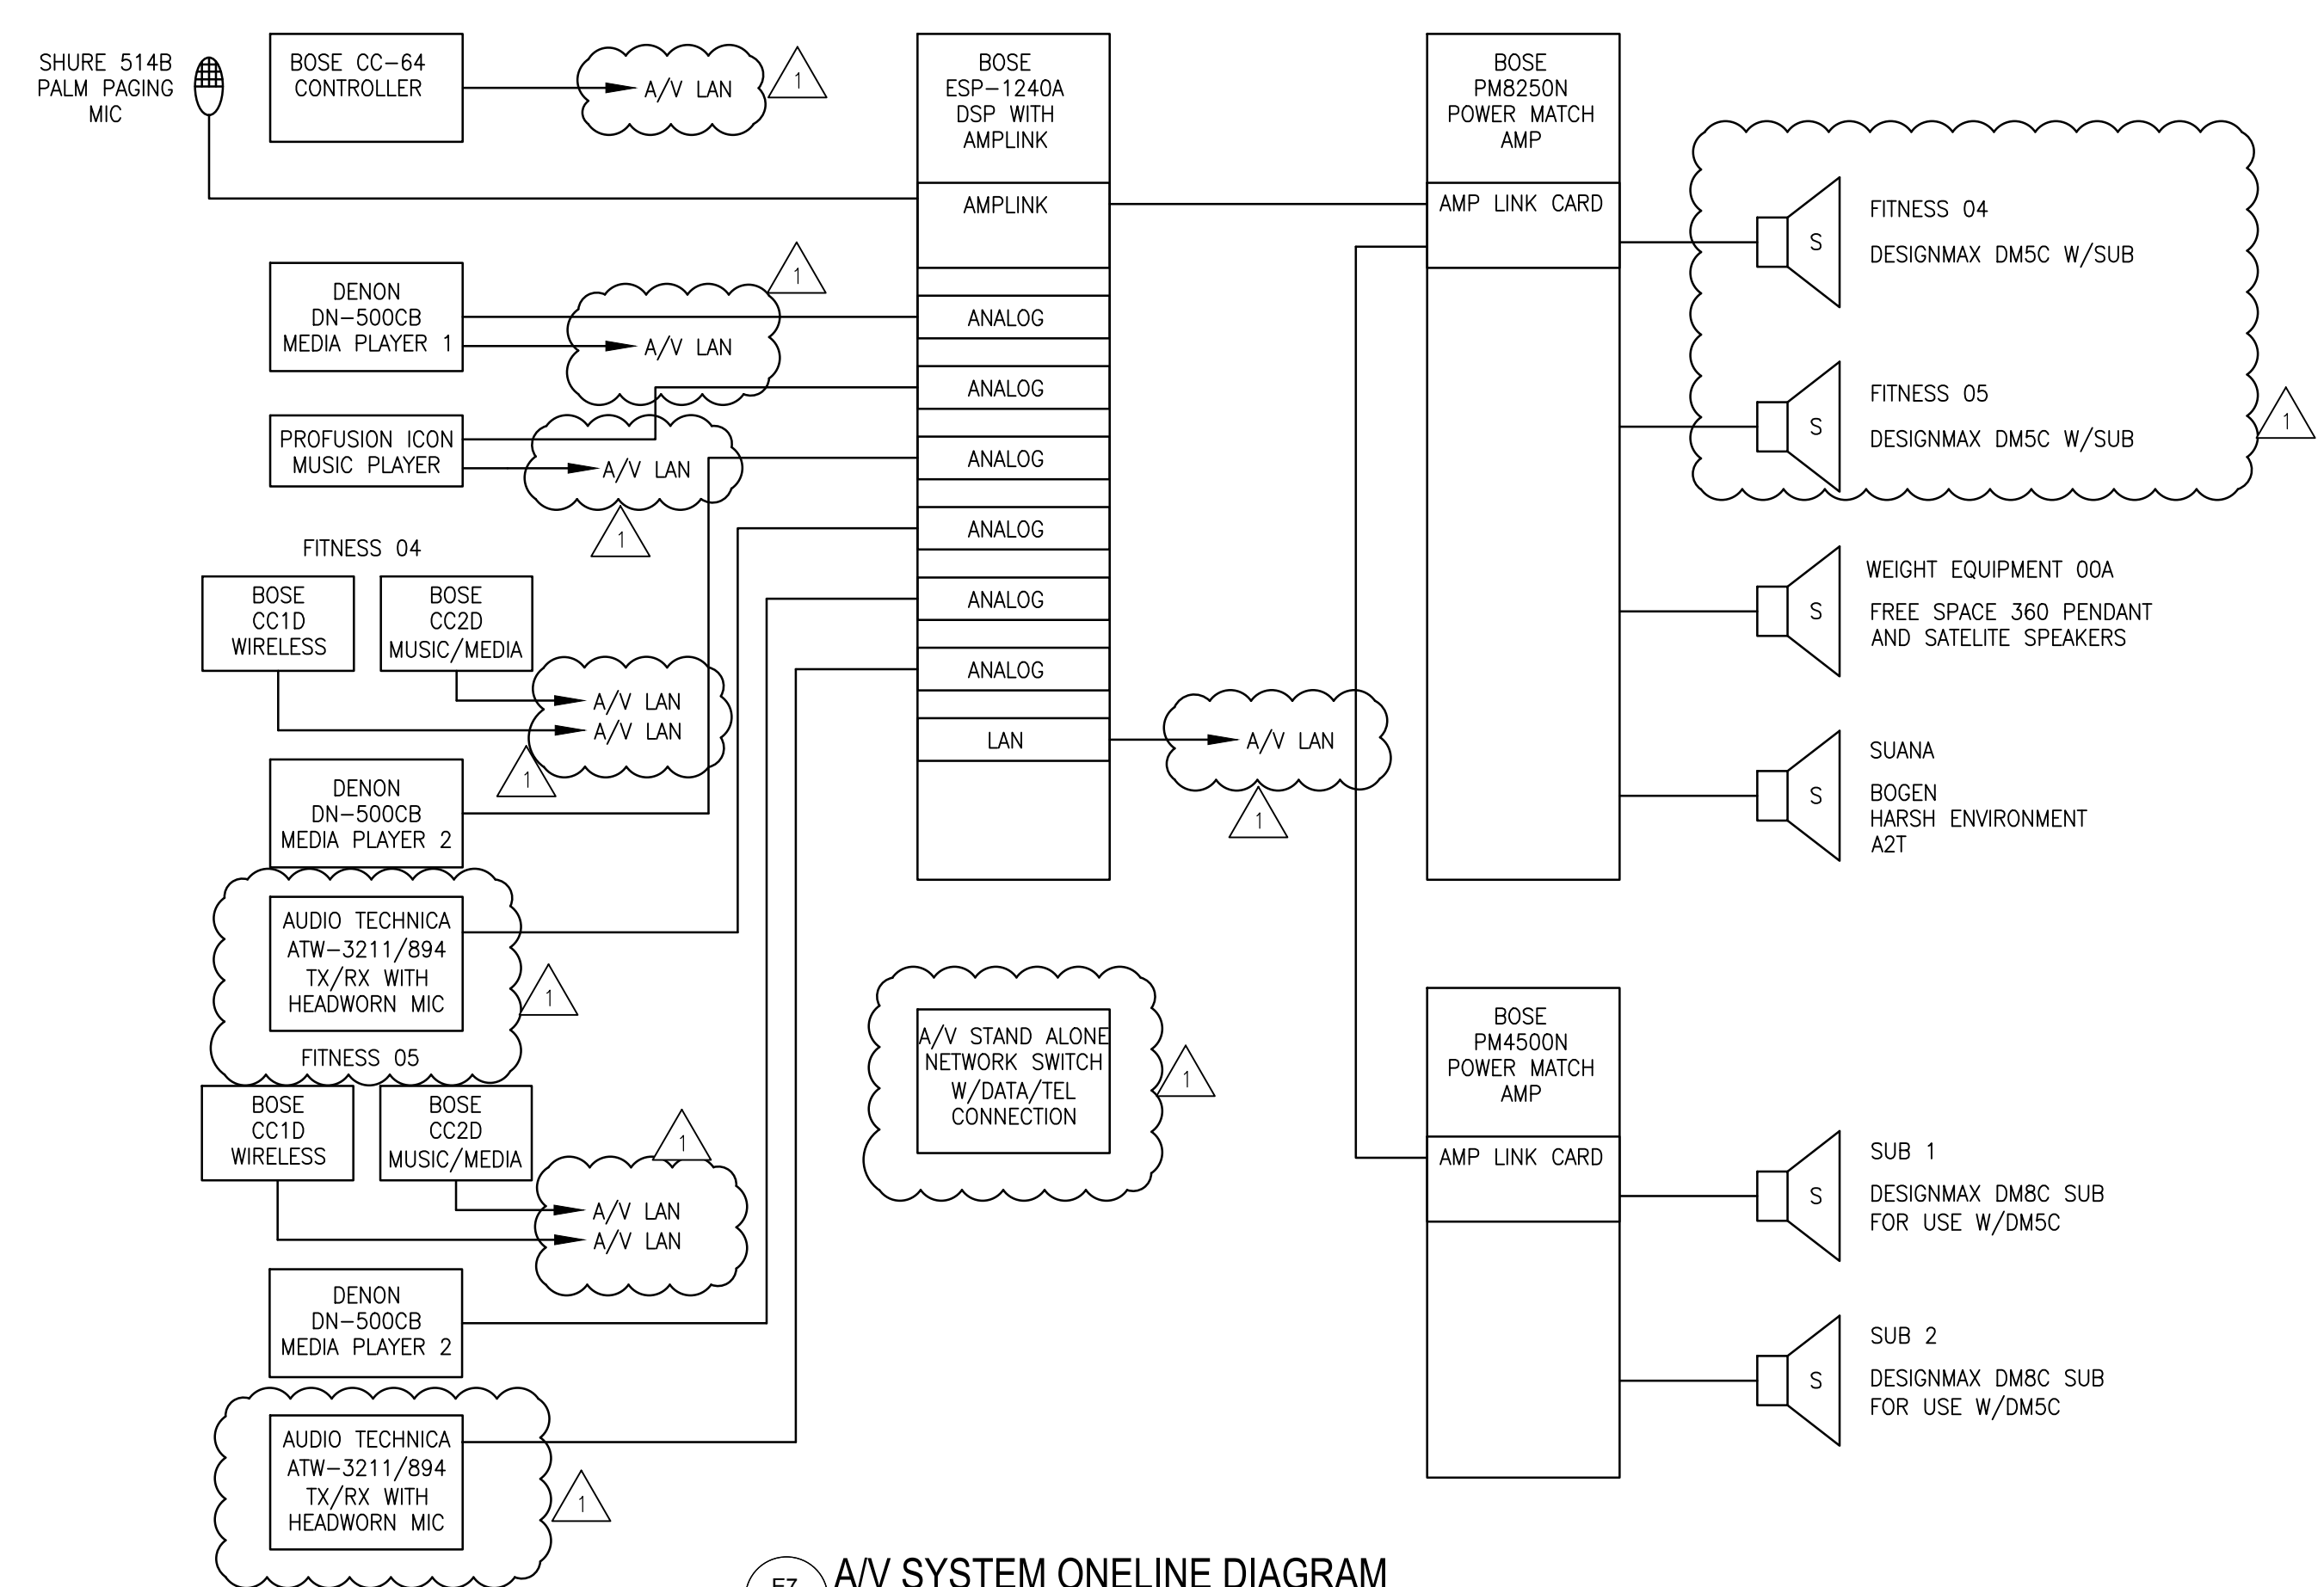 SHURE 514B
PALM PAGING
MIC
BOSE CC-64
CONTROLLER
A/V LAN
1
BOSE
ESP-1240A
DSP WITH
AMPLINK
AMPLINK
BOSE
PM8250N
POWER MATCH
AMP
AMP LINK CARD
S
FITNESS 04
DESIGNMAX DM5C W/SUB
DENON
DN-500CB
MEDIA PLAYER 1
A/V LAN
1
ANALOG
ANALOG
ANALOG
ANALOG
ANALOG
ANALOG
LAN
S
FITNESS 05
DESIGNMAX DM5C W/SUB
1
PROFUSION ICON
MUSIC PLAYER
A/V LAN
1
FITNESS 04
BOSE
CC1D
WIRELESS
BOSE
CC2D
MUSIC/MEDIA
A/V LAN
A/V LAN
1
S
WEIGHT EQUIPMENT 00A
FREE SPACE 360 PENDANT
AND SATELITE SPEAKERS
A/V LAN
1
S
SUANA
BOGEN
HARSH ENVIRONMENT
A2T
DENON
DN-500CB
MEDIA PLAYER 2
AUDIO TECHNICA
ATW-3211/894
TX/RX WITH
HEADWORN MIC
1
A/V STAND ALONE
NETWORK SWITCH
W/DATA/TEL
CONNECTION
1
BOSE
PM4500N
POWER MATCH
AMP
AMP LINK CARD
FITNESS 05
BOSE
CC1D
WIRELESS
BOSE
CC2D
MUSIC/MEDIA
1
A/V LAN
A/V LAN
S
SUB 1
DESIGNMAX DM8C SUB
FOR USE W/DM5C
DENON
DN-500CB
MEDIA PLAYER 2
S
SUB 2
DESIGNMAX DM8C SUB
FOR USE W/DM5C
AUDIO TECHNICA
ATW-3211/894
TX/RX WITH
HEADWORN MIC
1
A/V SYSTEM ONELINE DIAGRAM